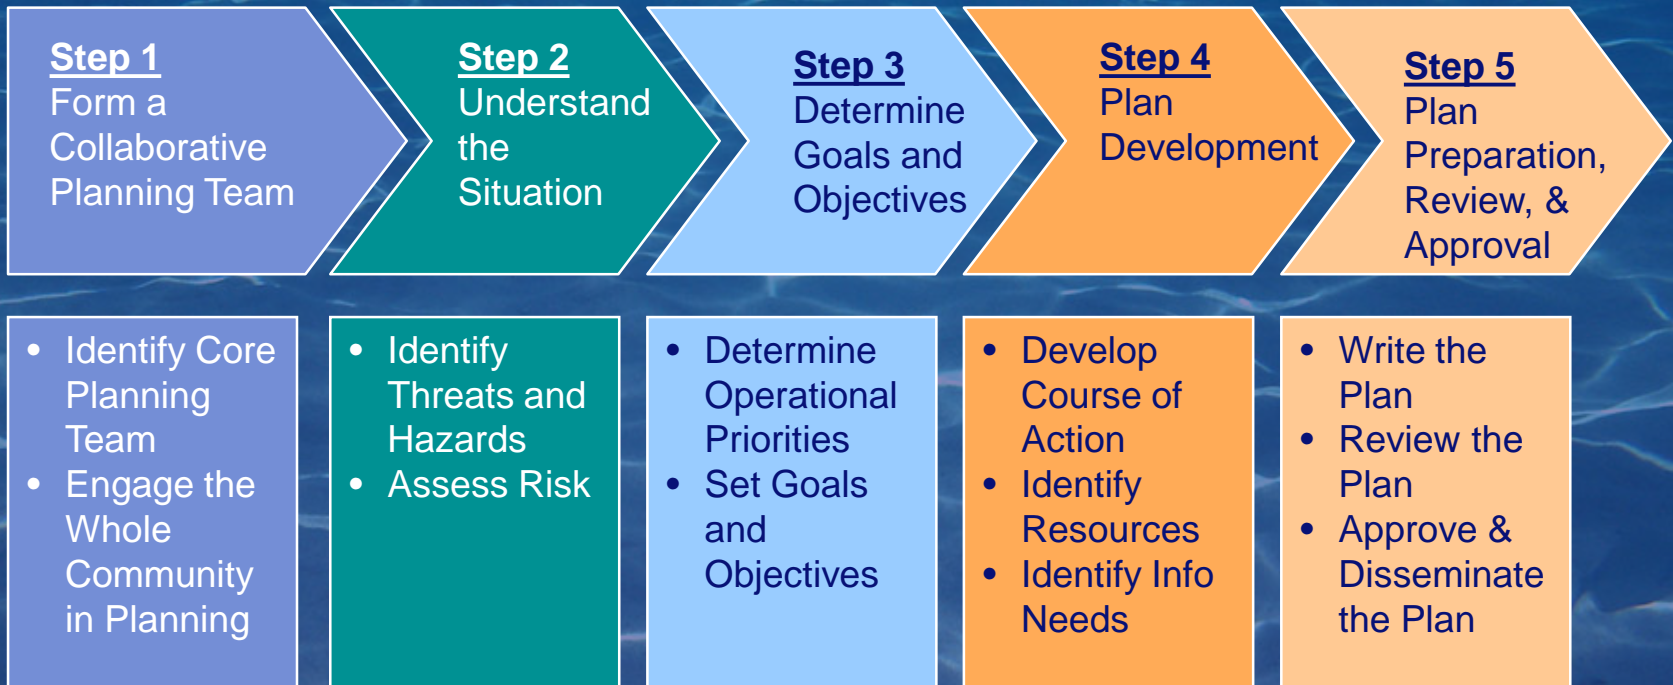 Step 1
Form a
Collaborative
Planning Team
Step 2
Understand
the
Situation
Step 3
Determine
Goals and
Objectives
Step 4
Plan
Development
Step 5
Plan
Preparation,
Review, &
Approval
• Identify Core
Planning
Team
• Engage the
Whole
Community
in Planning
• Identify
Threats and
Hazards
• Assess Risk
• Determine
Operational
Priorities
• Set Goals
and
Objectives
• Develop
Course of
Action
• Identify
Resources
• Identify Info
Needs
• Write the
Plan
• Review the
Plan
• Approve &
Disseminate
the Plan